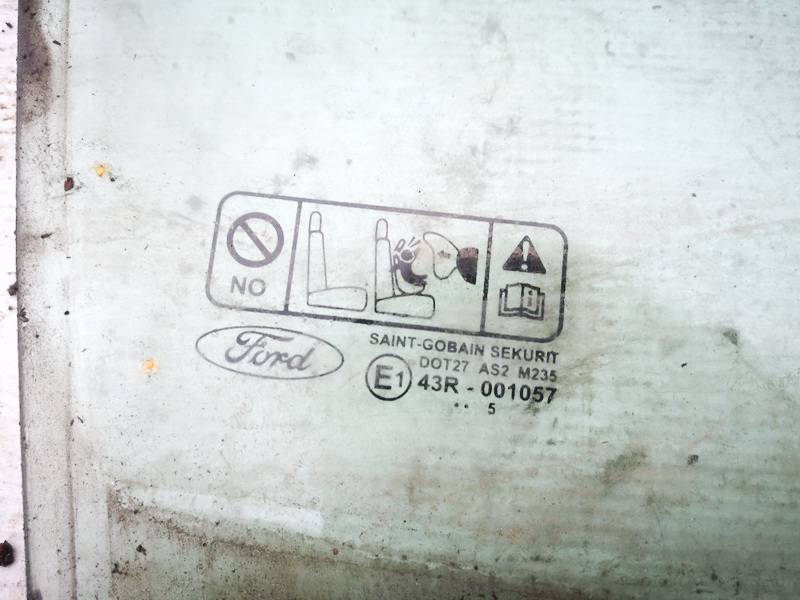 NO
Ford
SAINT-GOBAIN SEKURIT
DOT27 AS2 M235
E1 43R - 001057
.. 5